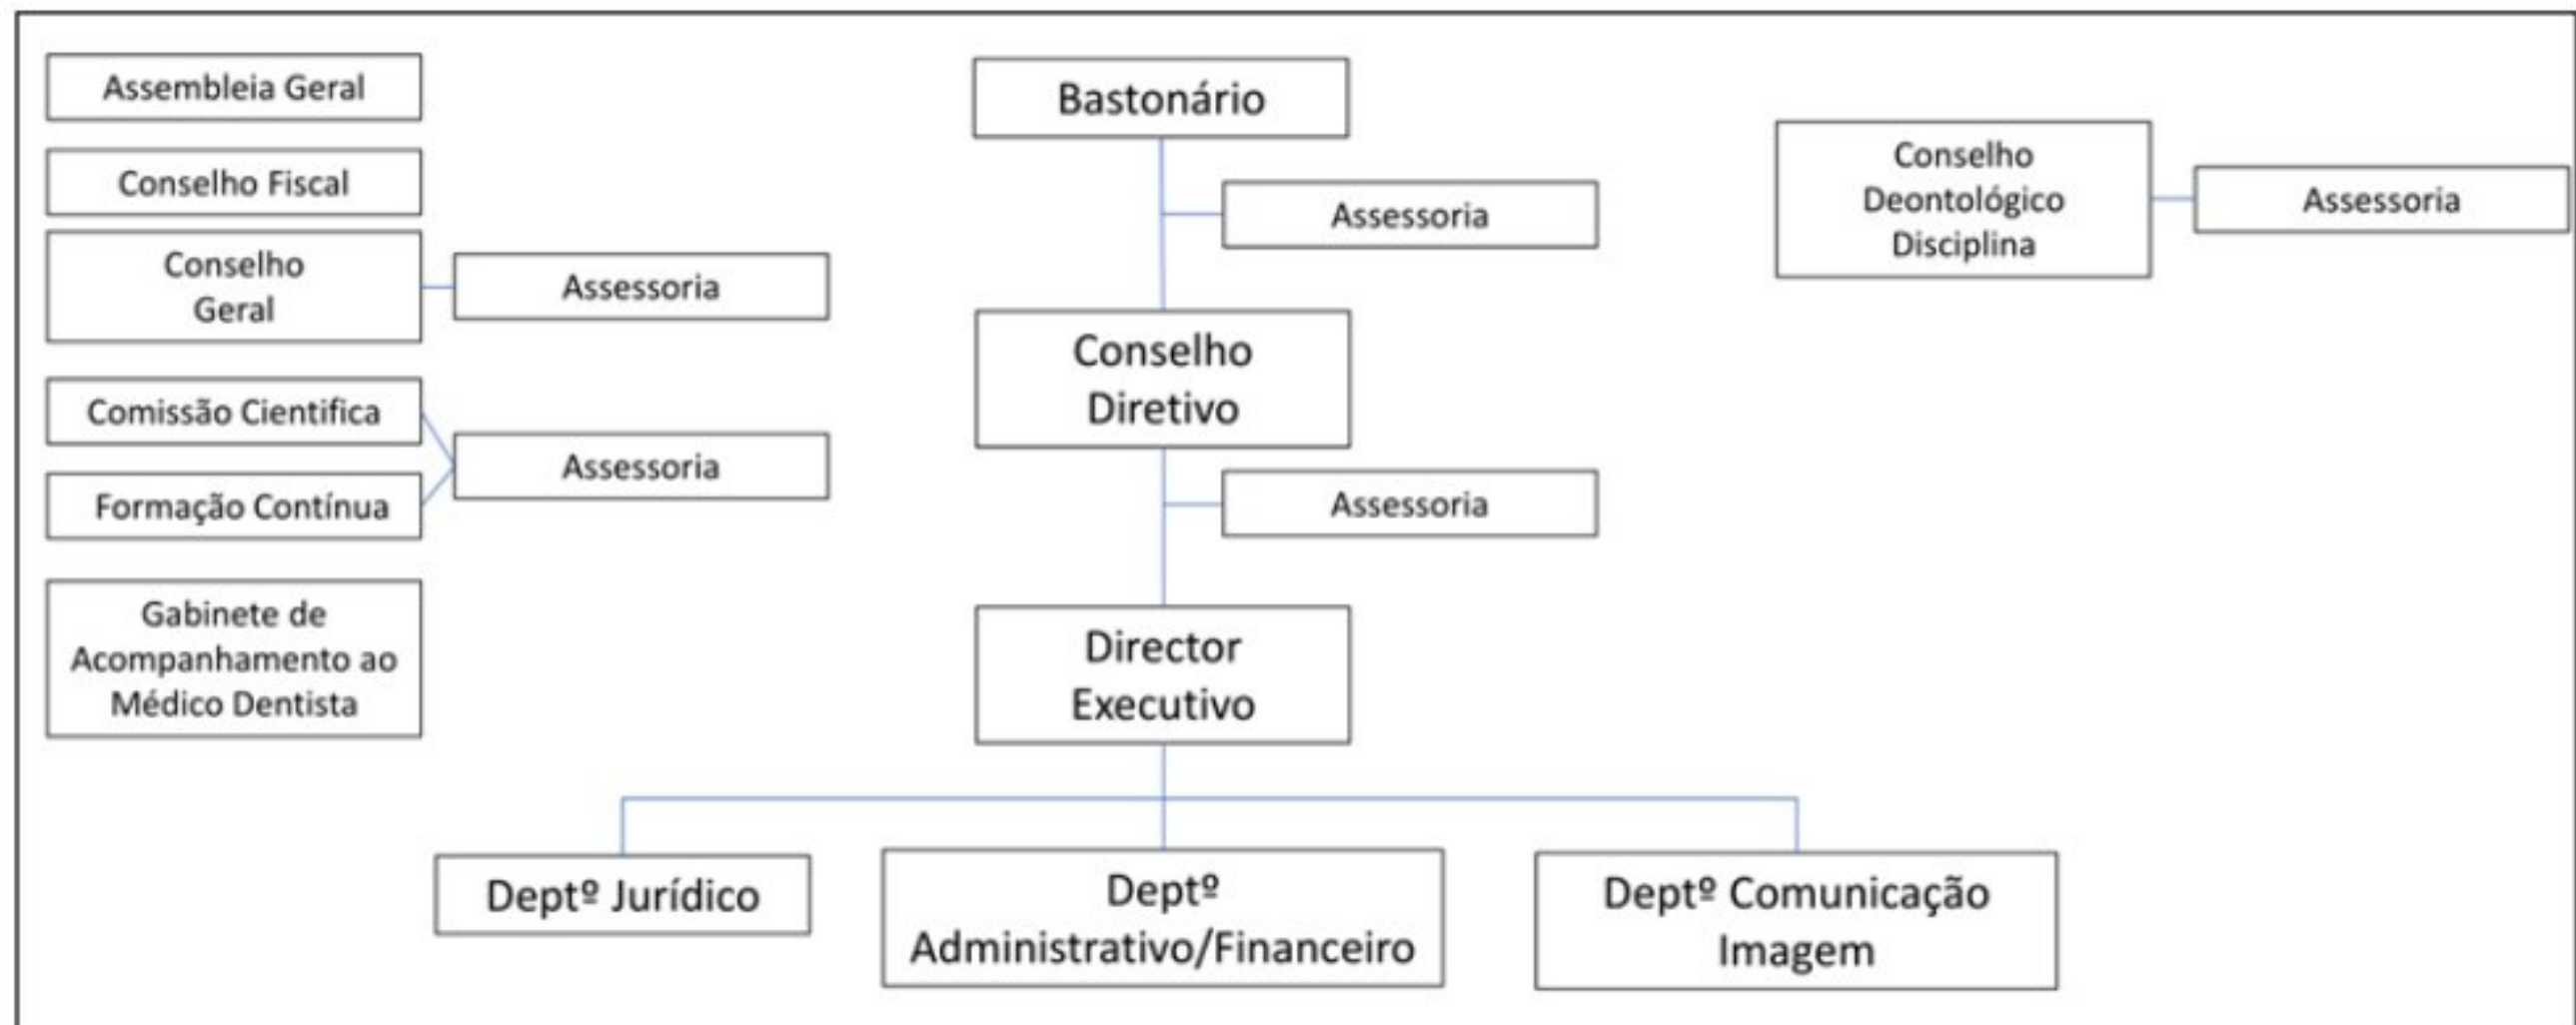 Assembleia Geral
Conselho Fiscal
Conselho
Geral
Assessoria
Comissão Cientifica
Formação Contínua
Assessoria
Gabinete de
Acompanhamento ao
Médico Dentista
Bastonário
Assessoria
Conselho
Diretivo
Assessoria
Director
Executivo
Conselho
Deontológico
Disciplina
Assessoria
Deptº Jurídico
Deptº
Administrativo/Financeiro
Deptº Comunicação
Imagem